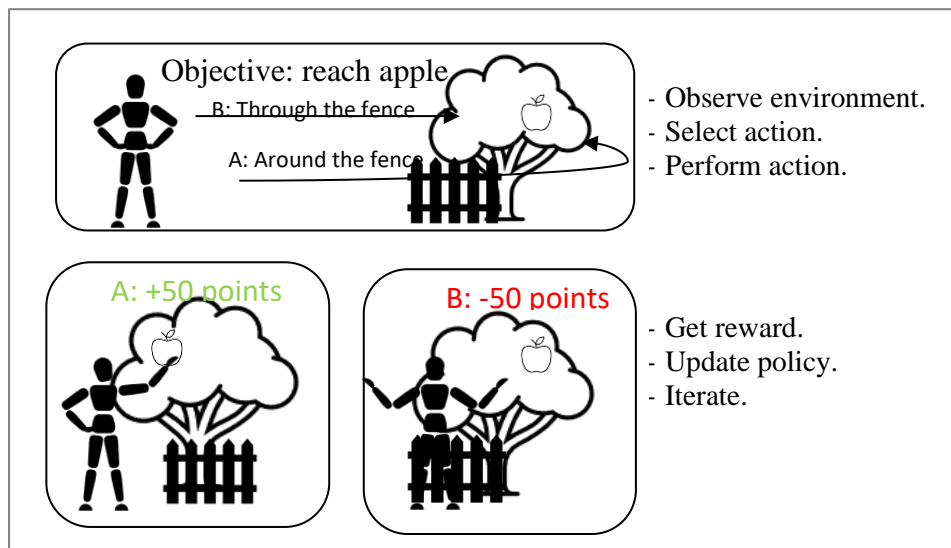 Objective: reach apple
B: Through the fence
A: Around the fence
- Observe environment.
- Select action.
- Perform action.
A: +50 points
B: -50 points
- Get reward.
- Update policy.
- Iterate.